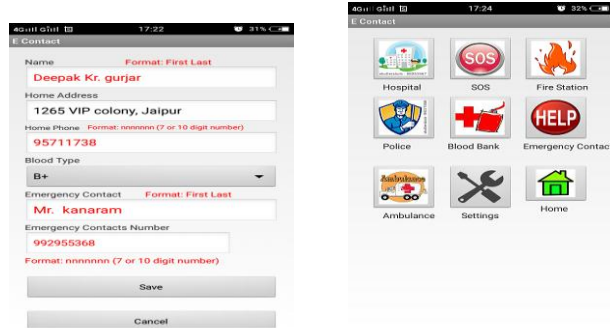 17:22
31%
E Contact
Name Format: First Last
Deepak Kr. gurjar
Home Address
1265 VIP colony, Jaipur
Home Phone Format: nnnnnnn (7 or 10 digit number)
95711738
Blood Type
B+
Emergency Contact Format: First Last
Mr. kanaram
Emergency Contacts Number
992955368
Format: nnnnnnn (7 or 10 digit number)
Save
Cancel
17:24
32%
E Contact
SOS
Hospital SOS Fire Station
HELP
Police Blood Bank Emergency Contac
Ambulance
Ambulance Settings Home